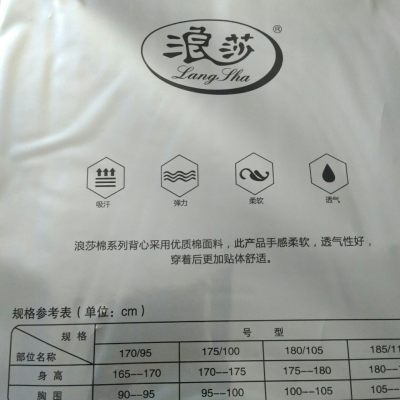 浪莎®
LangSha
吸汗 弹力 柔软 透气
浪莎棉系列背心采用优质棉面料，此产品手感柔软，透气性好，
穿着后更加贴体舒适。
规格参考表（单位：cm）
规格 号型
部位名称 170/95 175/100 180/105
身高 165--170 170--175 175--180
胸围 90--95 95--100 100--105